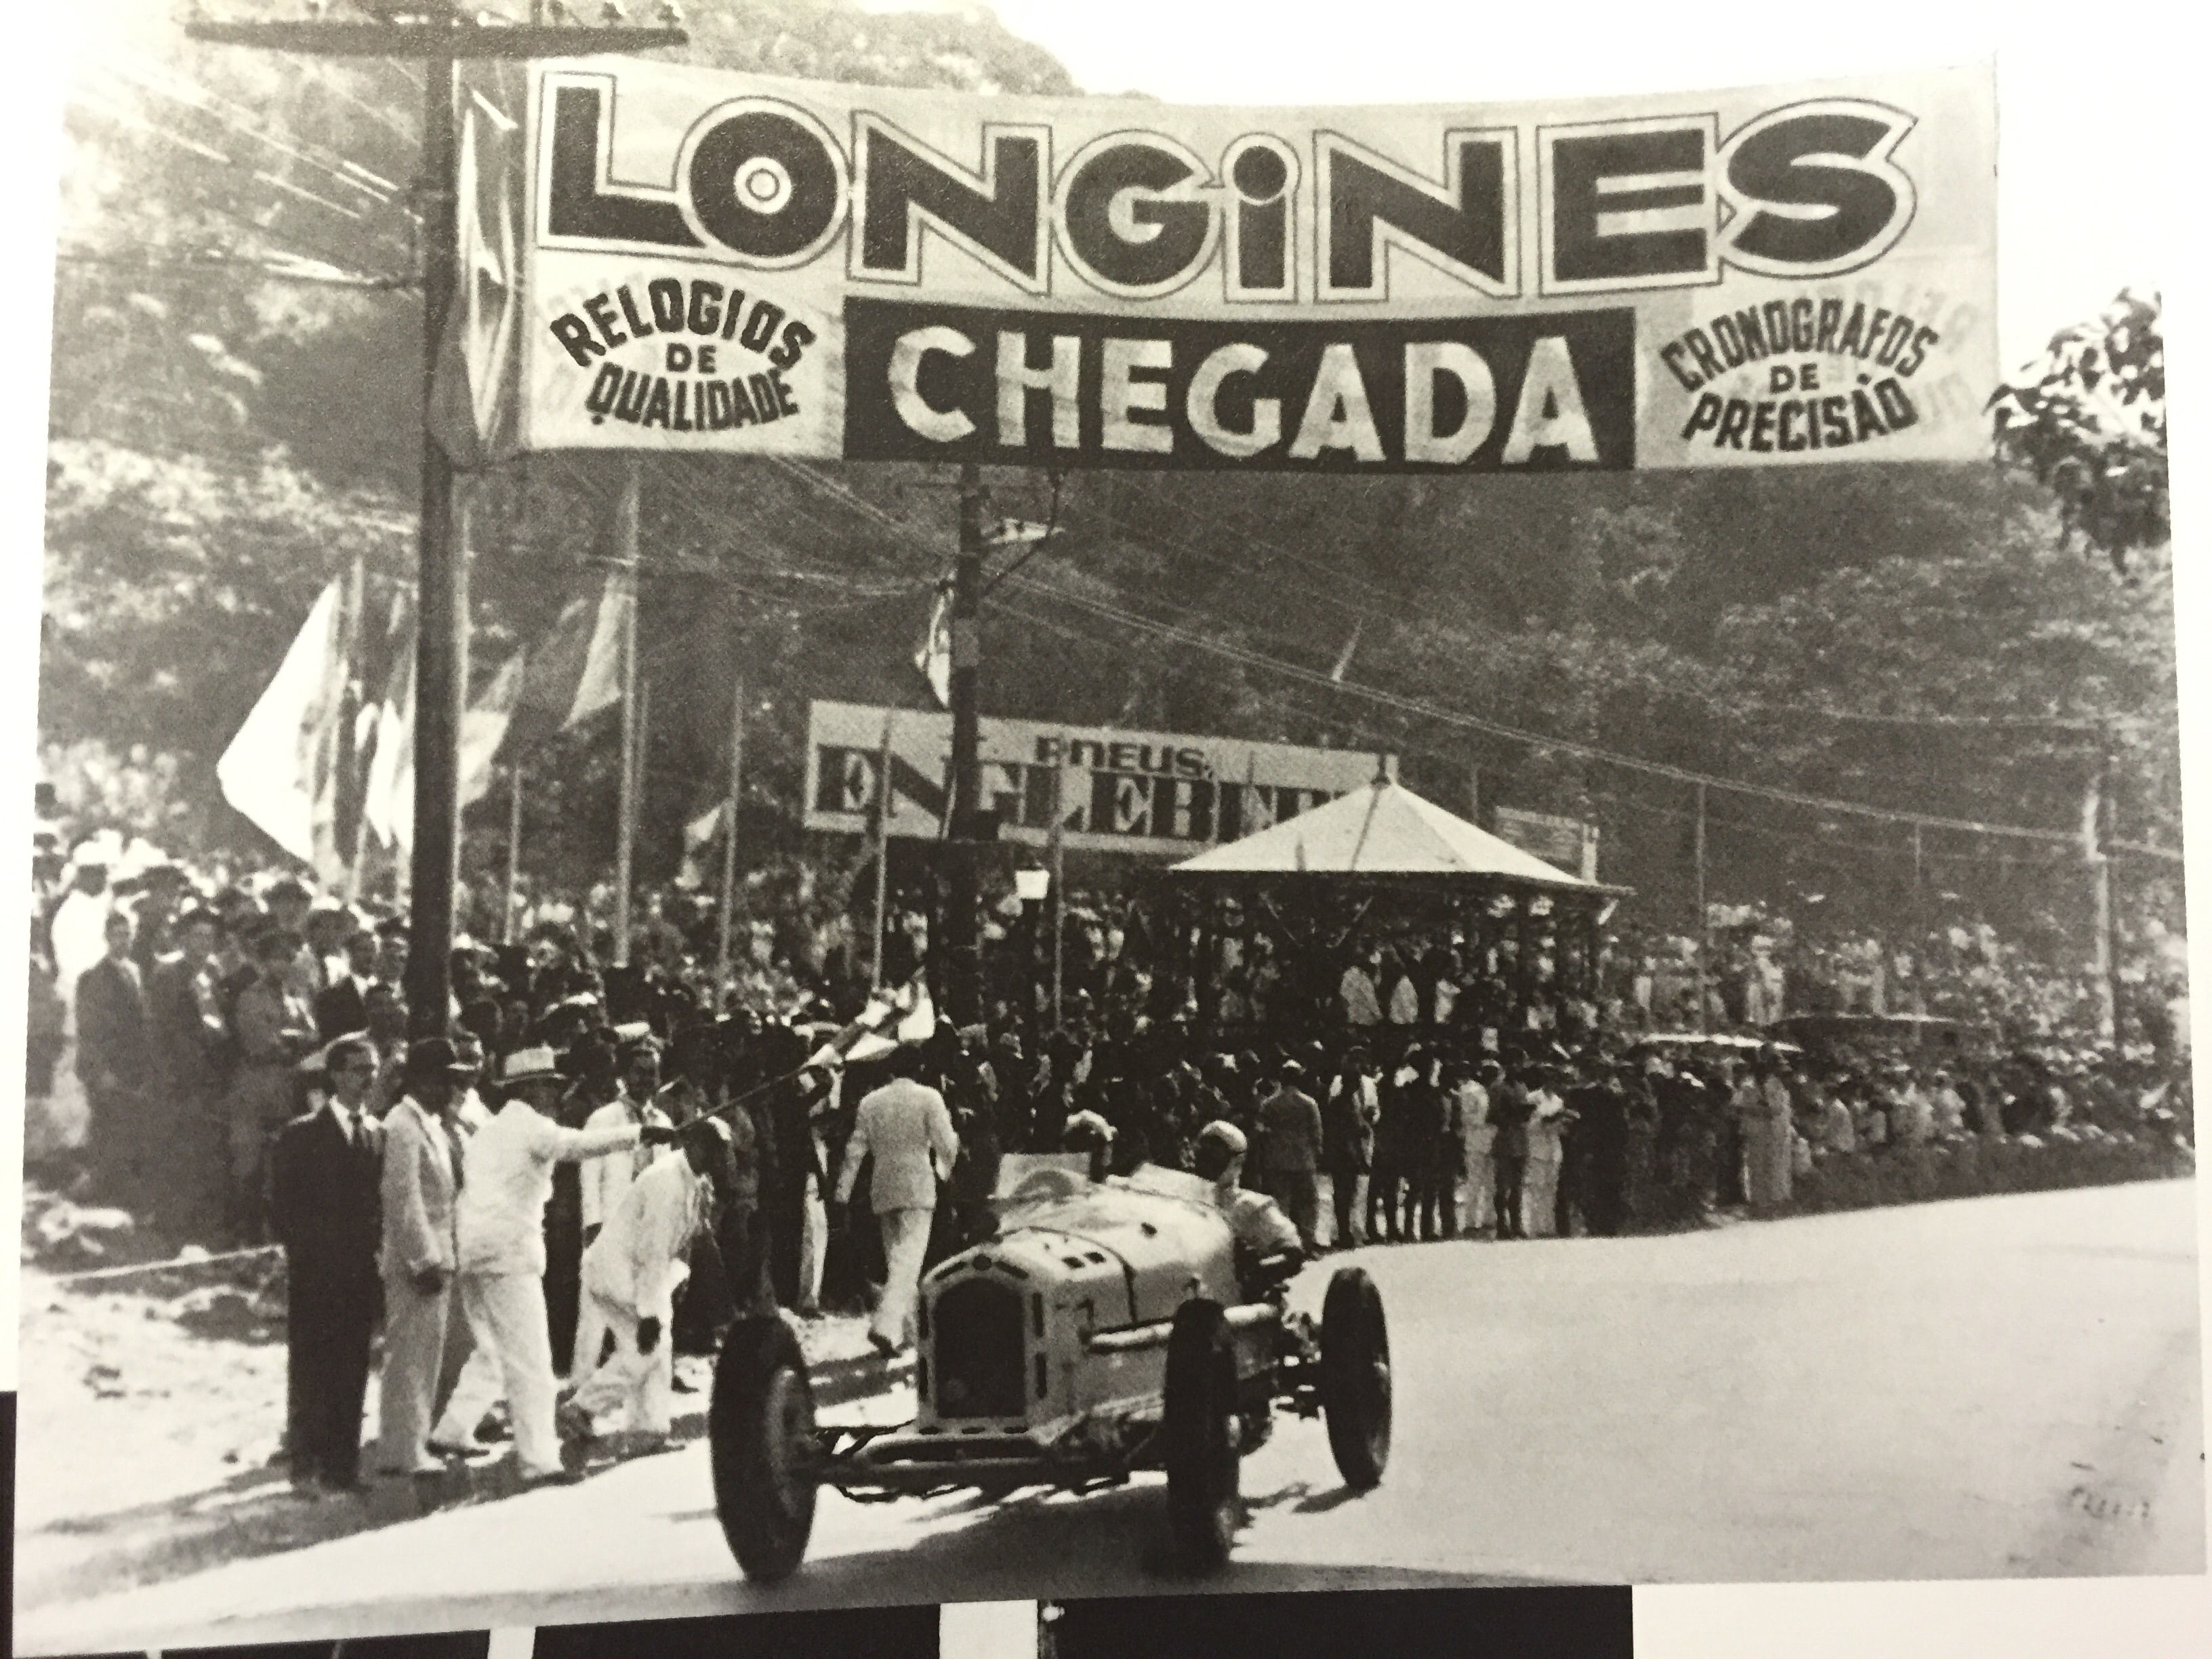 LONGiNES
RELOGIOS
DE
QUALIDADE
CHEGADA
CRONOGRAFOS
DE
PRECISÃO
PNEUS